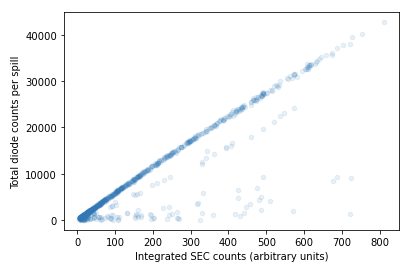 Total diode counts per spill
40000
30000
20000
10000
0
0 100 200 300 400 500 600 700 800
Integrated SEC counts (arbitrary units)